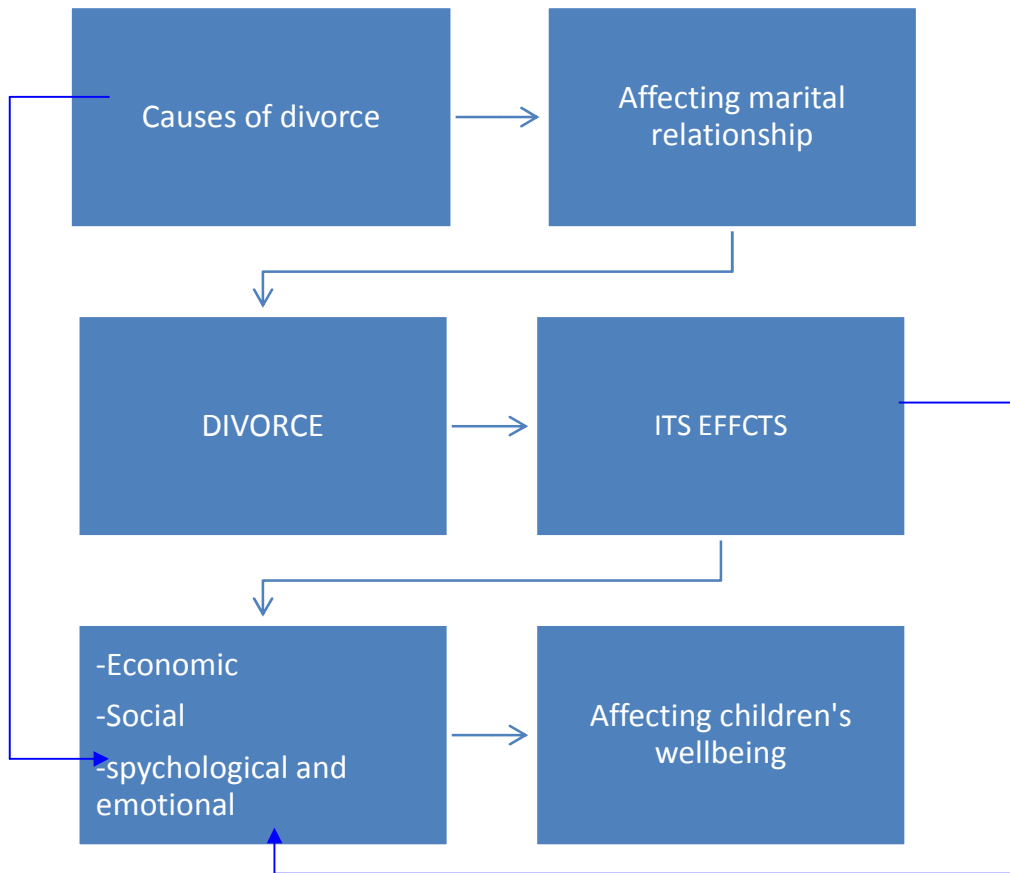 Causes of divorce
Affecting marital
relationship
DIVORCE
ITS EFFCTS
-Economic
-Social
-spychological and
emotional
Affecting children's
wellbeing